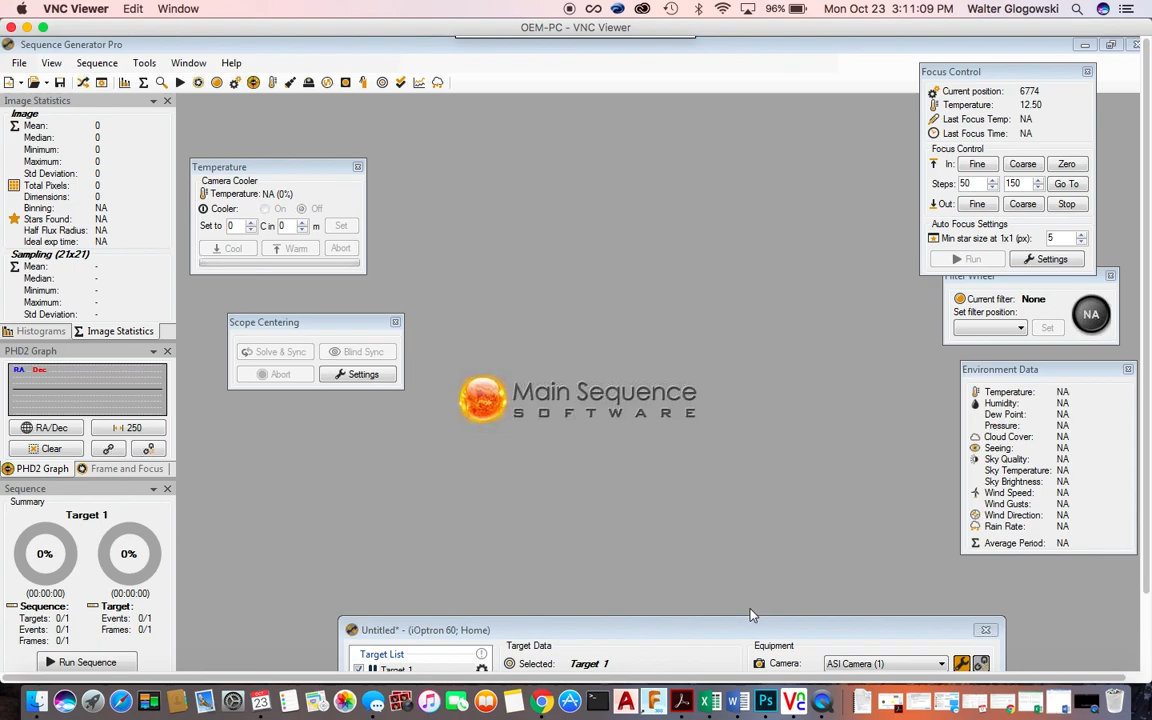 VNC Viewer Edit Window 96% Mon Oct 23 3:11:09 PM Walter Glogowski
OEM-PC - VNC Viewer
Sequence Generator Pro
File View Sequence Tools Window Help
Image Statistics
Image
Mean: 0
Median: 0
Minimum: 0
Maximum: 0
Std Deviation: 0
Total Pixels: 0
Dimensions: 0
Binning: NA
Stars Found: NA
Half Flux Radius: NA
Ideal exp time: NA
Sampling (21x21)
Mean: -
Median: -
Minimum: -
Maximum: -
Std Deviation: -
Histograms Image Statistics
PHD2 Graph
RA Dec
RA/Dec 250
Clear
PHD2 Graph Frame and Focus
Sequence
Summary
Target 1
0% 0%
(00:00:00) (00:00:00)
Sequence: Target:
Targets: 0/1 Events: 0/1
Events: 0/1 Frames: 0/1
Frames: 0/1
Run Sequence
Temperature
Camera Cooler
Temperature: NA (0%)
Cooler: On Off
Set to 0 C in 0 m Set
Cool Warm Abort
Scope Centering
Solve & Sync Blind Sync
Abort Settings
Main Sequence
SOFTWARE
Focus Control
Current position: 6774
Temperature: 12.50
Last Focus Temp: NA
Last Focus Time: NA
Focus Control
In: Fine Coarse Zero
Steps: 50 150 Go To
Out: Fine Coarse Stop
Auto Focus Settings
Min star size at 1x1 (px): 5
Run Settings
Filter Wheel
Current filter: None
Set filter position: NA
Set
Environment Data
Temperature: NA
Humidity: NA
Dew Point: NA
Pressure: NA
Cloud Cover: NA
Seeing: NA
Sky Quality: NA
Sky Temperature: NA
Sky Brightness: NA
Wind Speed: NA
Wind Gusts: NA
Wind Direction: NA
Rain Rate: NA
Average Period: NA
Untitled* - (iOptron 60; Home)
Target List Target Data Equipment
Target 1 Selected: Target 1 Camera: ASI Camera (1)